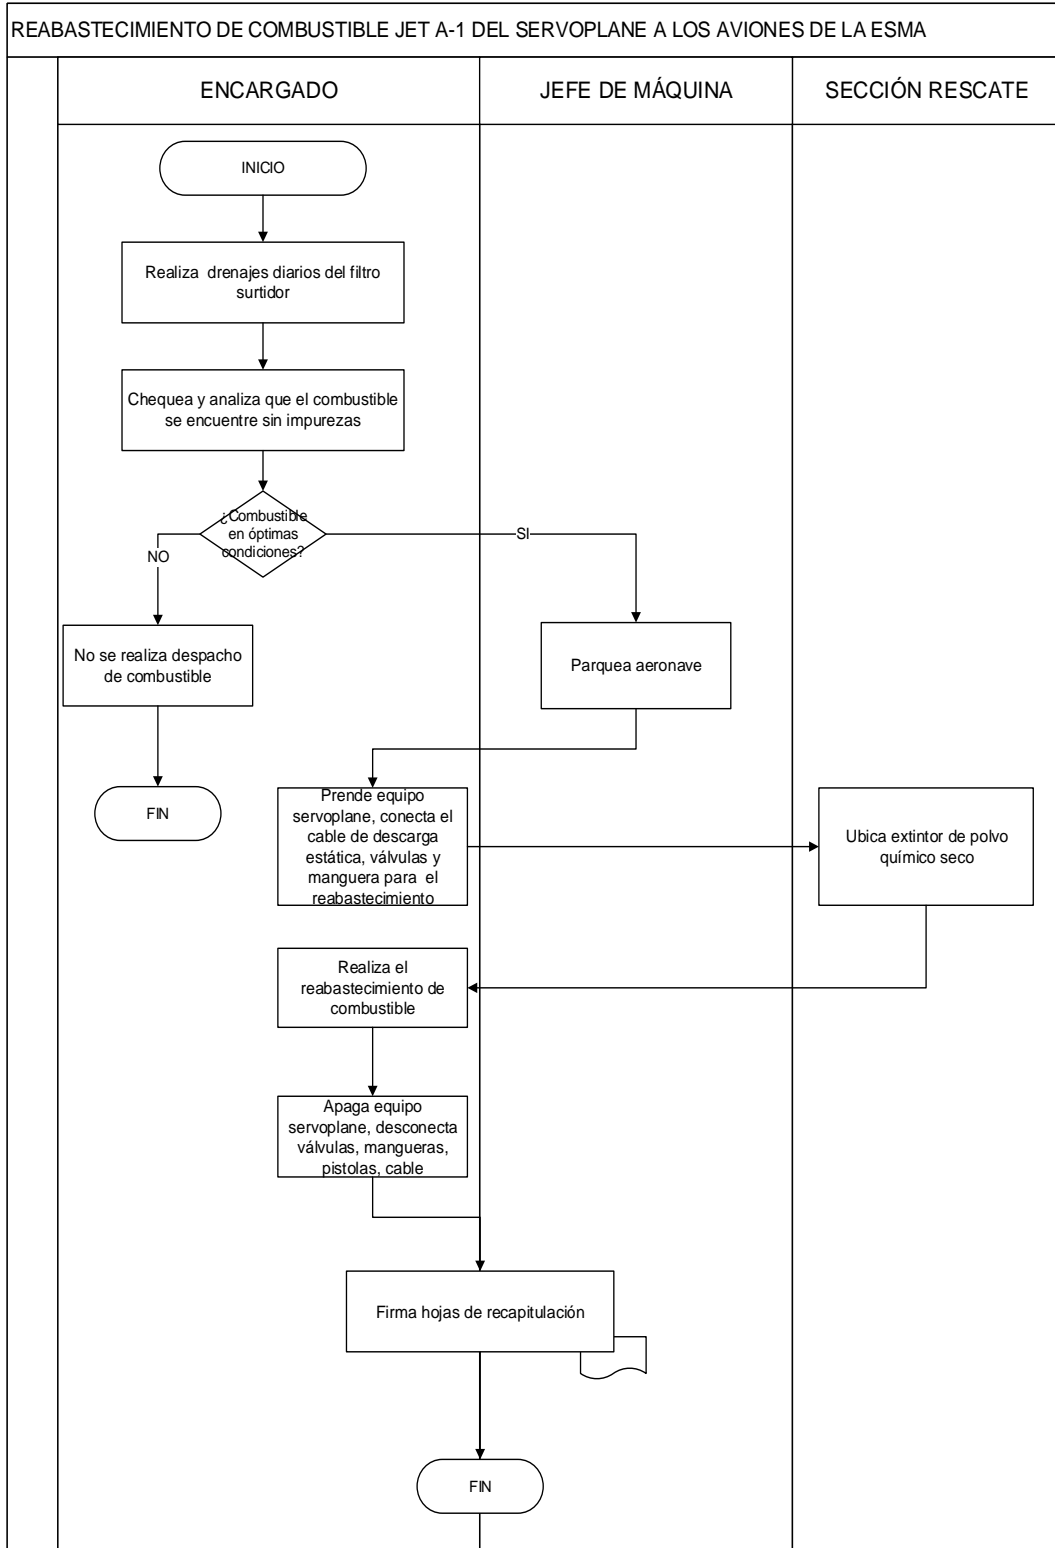 REABASTECIMIENTO DE COMBUSTIBLE JET A-1 DEL SERVOPLANE A LOS AVIONES DE LA ESMA
ENCARGADO
JEFE DE MÁQUINA
SECCIÓN RESCATE
INICIO
Realiza drenajes diarios del filtro
surtidor
Chequea y analiza que el combustible
se encuentre sin impurezas
¿Combustible
en óptimas
condiciones?
NO
SI
No se realiza despacho
de combustible
Parquea aeronave
FIN
Prende equipo
servoplane, conecta el
cable de descarga
estática, válvulas y
manguera para el
reabastecimiento
Ubica extintor de polvo
químico seco
Realiza el
reabastecimiento de
combustible
Apaga equipo
servoplane, desconecta
válvulas, mangueras,
pistolas, cable
Firma hojas de recapitulación
FIN